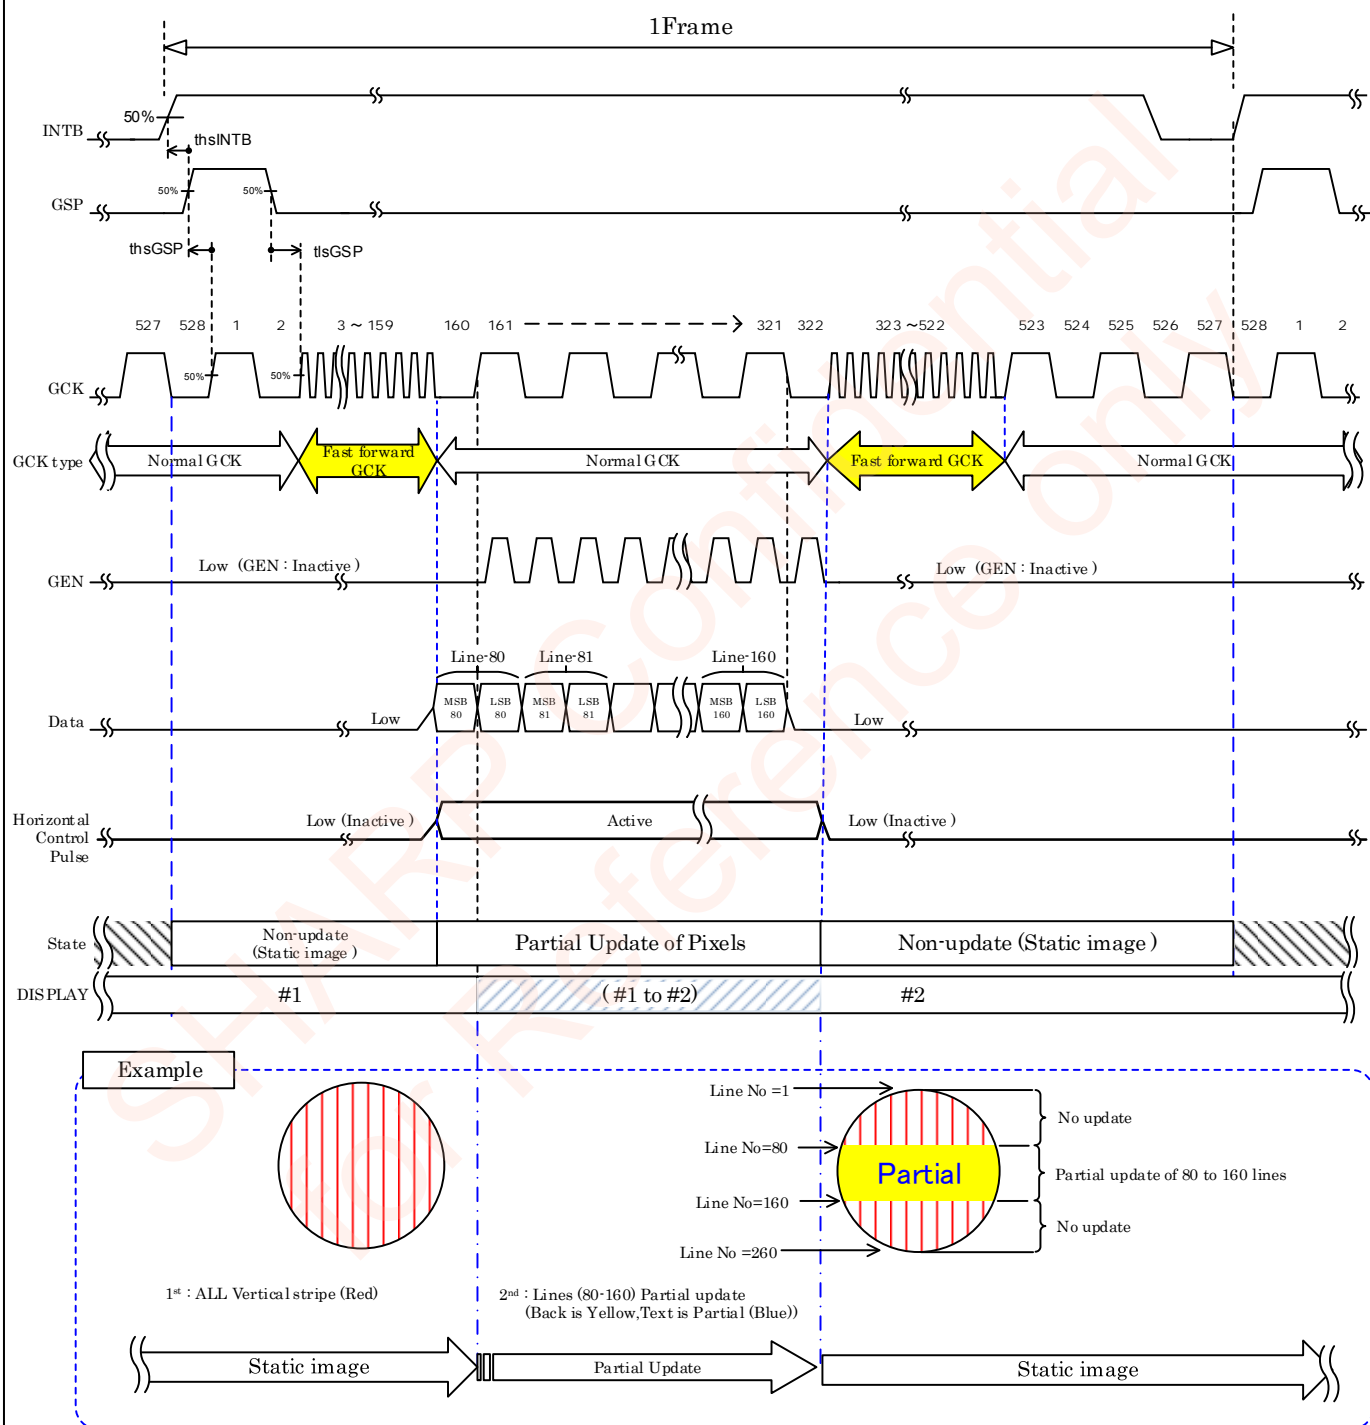 1Frame
50%
INTB
thsINTB
50%
50%
GSP
thsGSP
tlsGSP
527 528 1 2 3 ~ 159 160 161 321 322 323 ~522 523 524 525 526 527 528 1 2
50%
50%
GCK
GCK type
Normal GCK
Fast forward
GCK
Normal GCK
Fast forward GCK
Normal GCK
Low (GEN : Inactive )
Low (GEN : Inactive )
GEN
Line-80
Line-81
Line-160
MSB
80
LSB
80
MSB
81
LSB
81
MSB
160
LSB
160
Data
Low
Low
Horizontal
Control
Pulse
Low (Inactive )
Active
Low (Inactive )
State
Non-update
(Static image )
Partial Update of Pixels
Non-update (Static image )
DISPLAY
#1
( #1 to #2)
#2
Example
Line No =1
Line No=80
Line No=160
Line No =260
Partial
No update
Partial update of 80 to 160 lines
No update
1st : ALL Vertical stripe (Red)
2nd : Lines (80-160) Partial update
(Back is Yellow,Text is Partial (Blue))
Static image
Partial Update
Static image
SHARP Confidential
for Reference only